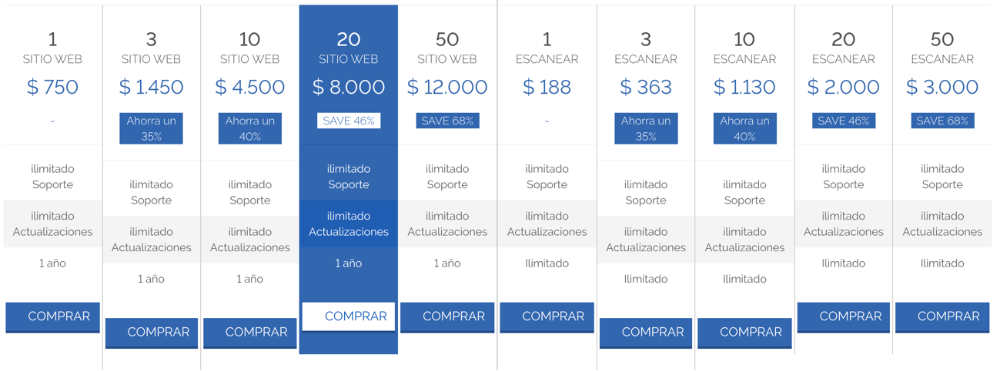 1
SITIO WEB
$ 750
-
ilimitado
Soporte
ilimitado
Actualizaciones
1 año
COMPRAR
3
SITIO WEB
$ 1.450
Ahorra un
35%
ilimitado
Soporte
ilimitado
Actualizaciones
1 año
COMPRAR
10
SITIO WEB
$ 4.500
Ahorra un
40%
ilimitado
Soporte
ilimitado
Actualizaciones
1 año
COMPRAR
20
SITIO WEB
$ 8.000
SAVE 46%
ilimitado
Soporte
ilimitado
Actualizaciones
1 año
COMPRAR
50
SITIO WEB
$ 12.000
SAVE 68%
ilimitado
Soporte
ilimitado
Actualizaciones
1 año
COMPRAR
1
ESCANEAR
$ 188
-
ilimitado
Soporte
ilimitado
Actualizaciones
Ilimitado
COMPRAR
3
ESCANEAR
$ 363
Ahorra un
35%
ilimitado
Soporte
ilimitado
Actualizaciones
Ilimitado
COMPRAR
10
ESCANEAR
$ 1.130
Ahorra un
40%
ilimitado
Soporte
ilimitado
Actualizaciones
Ilimitado
COMPRAR
20
ESCANEAR
$ 2.000
SAVE 46%
ilimitado
Soporte
ilimitado
Actualizaciones
Ilimitado
COMPRAR
50
ESCANEAR
$ 3.000
SAVE 68%
ilimitado
Soporte
ilimitado
Actualizaciones
Ilimitado
COMPRAR